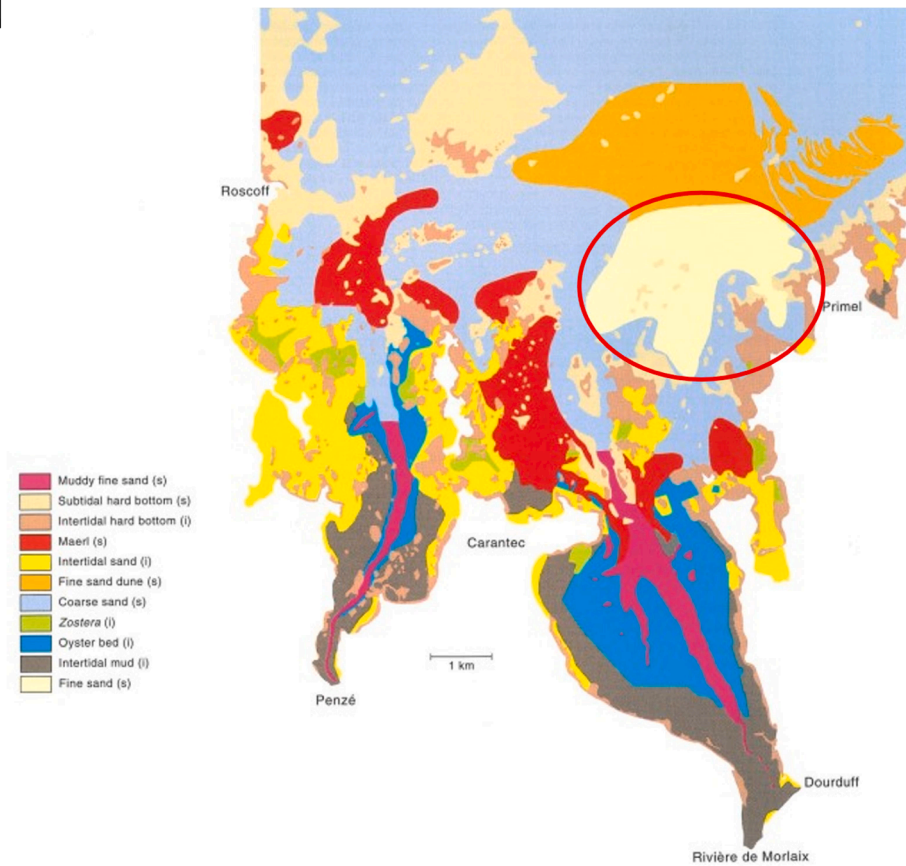 Roscoff
Primel
Muddy fine sand (s)
Subtidal hard bottom (s)
Intertidal hard bottom (i)
Maerl (s)
Intertidal sand (i)
Fine sand dune (s)
Coarse sand (s)
Zostera (i)
Oyster bed (i)
Intertidal mud (i)
Fine sand (s)
Carantec
1 km
Penzé
Dourduff
Rivière de Morlaix